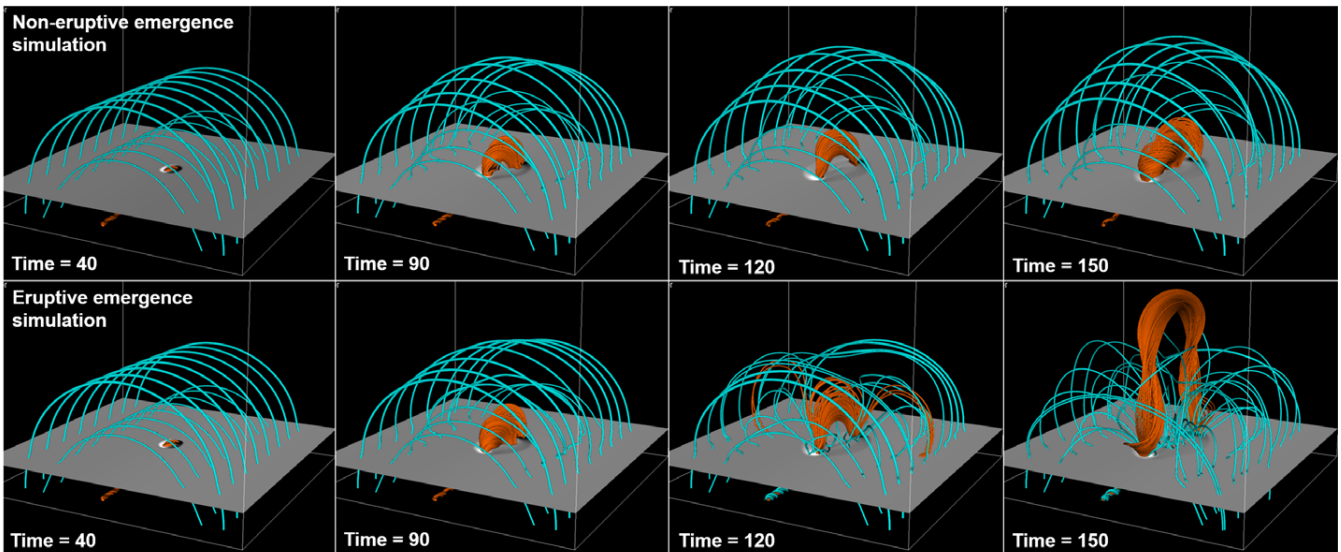 Non-eruptive emergence
simulation
Time = 40
Time = 90
Time = 120
Time = 150
Eruptive emergence
simulation
Time = 40
Time = 90
Time = 120
Time = 150